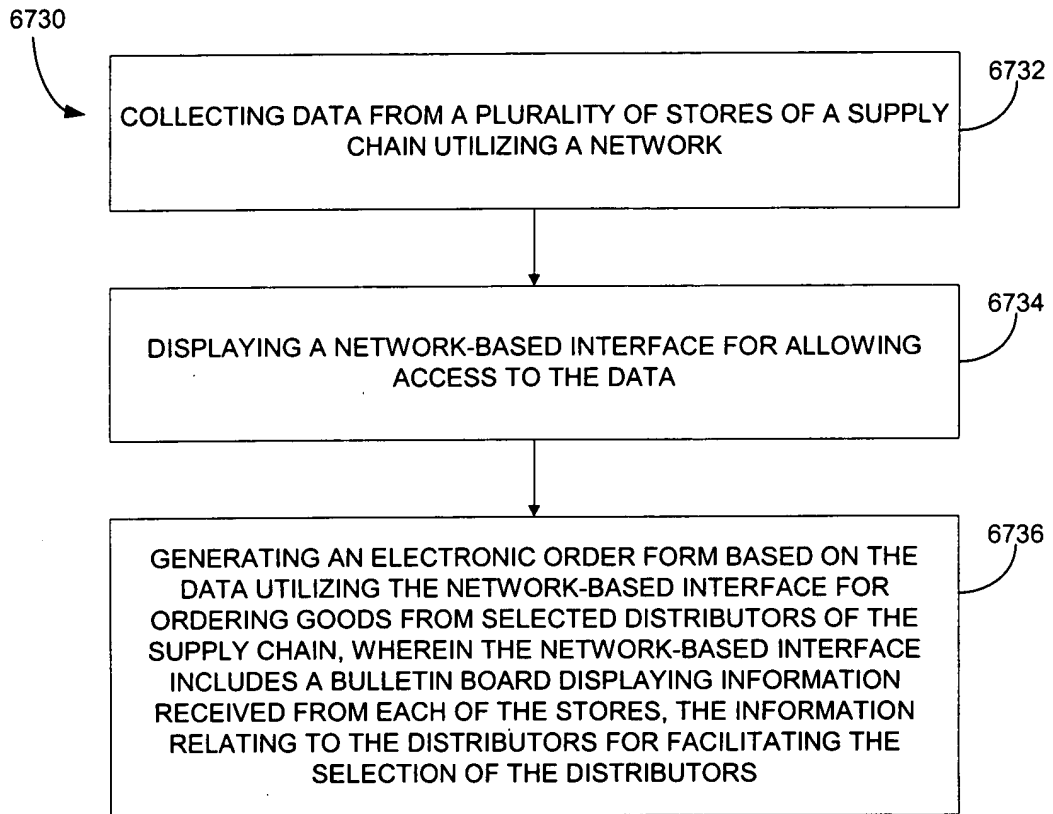 6730
6732
COLLECTING DATA FROM A PLURALITY OF STORES OF A SUPPLY
CHAIN UTILIZING A NETWORK
6734
DISPLAYING A NETWORK-BASED INTERFACE FOR ALLOWING
ACCESS TO THE DATA
6736
GENERATING AN ELECTRONIC ORDER FORM BASED ON THE
DATA UTILIZING THE NETWORK-BASED INTERFACE FOR
ORDERING GOODS FROM SELECTED DISTRIBUTORS OF THE
SUPPLY CHAIN, WHEREIN THE NETWORK-BASED INTERFACE
INCLUDES A BULLETIN BOARD DISPLAYING INFORMATION
RECEIVED FROM EACH OF THE STORES, THE INFORMATION
RELATING TO THE DISTRIBUTORS FOR FACILITATING THE
SELECTION OF THE DISTRIBUTORS